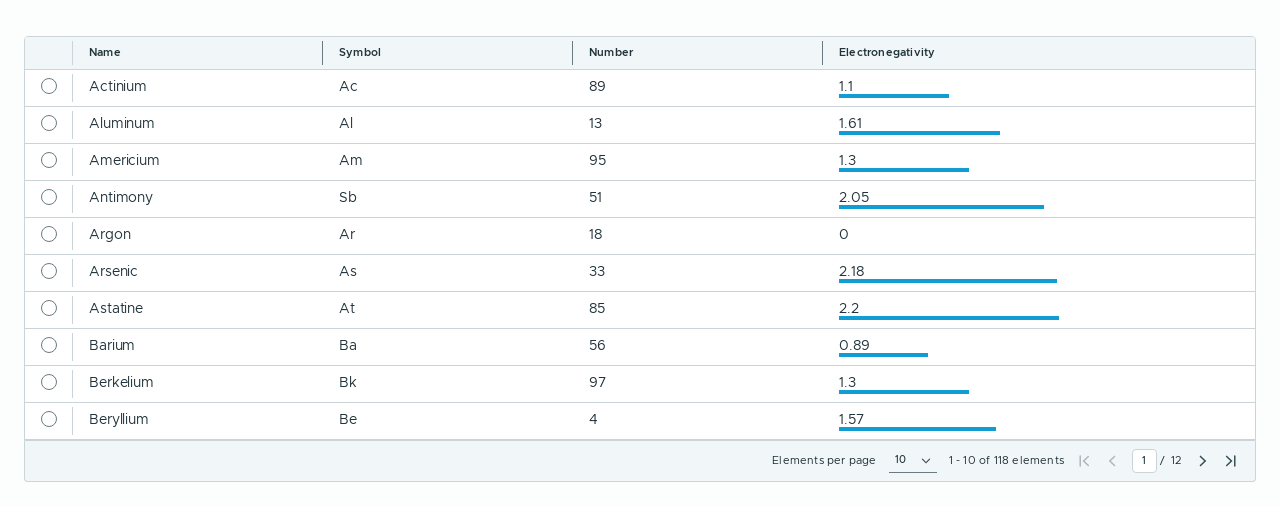 Name Symbol Number Electronegativity
Actinium Ac 89 1.1
Aluminum Al 13 1.61
Americium Am 95 1.3
Antimony Sb 51 2.05
Argon Ar 18 0
Arsenic As 33 2.18
Astatine At 85 2.2
Barium Ba 56 0.89
Berkelium Bk 97 1.3
Beryllium Be 4 1.57
Elements per page 10 1 - 10 of 118 elements 1 / 12